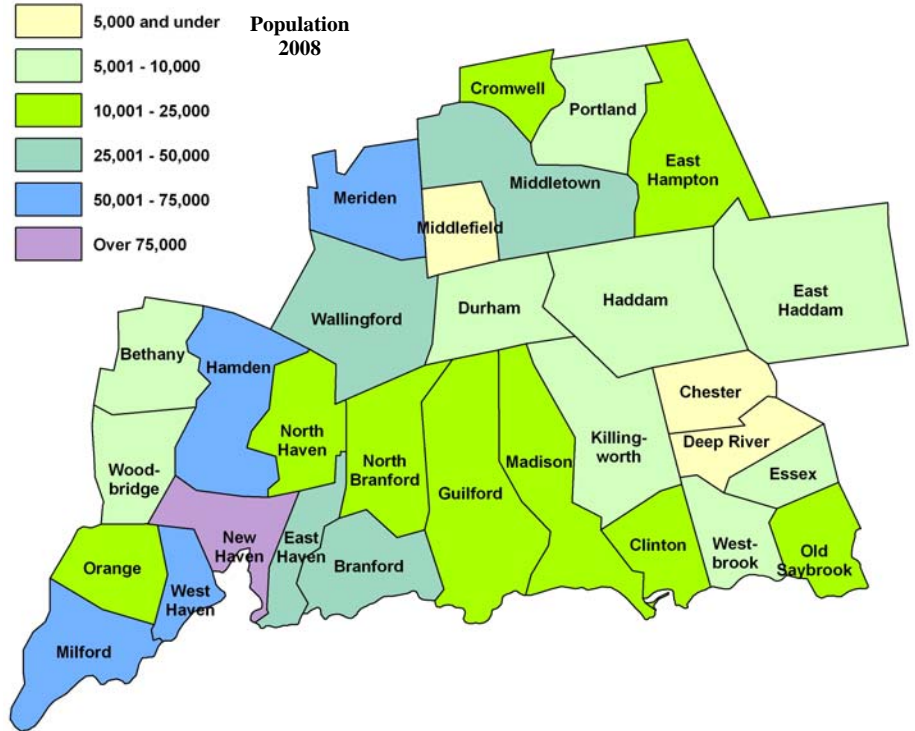 5,000 and under
5,001 - 10,000
10,001 - 25,000
25,001 - 50,000
50,001 - 75,000
Over 75,000
Population
2008
Cromwell
Portland
East
Hampton
Middletown
Meriden
Middlefield
Wallingford
Durham
Haddam
East
Haddam
Bethany
Hamden
Chester
Deep River
Killing-
worth
Essex
North
Haven
North
Branford
Guilford
Madison
Wood-
bridge
New
Haven
East
Haven
Branford
Clinton
West-
brook
Old
Saybrook
Orange
West
Haven
Milford